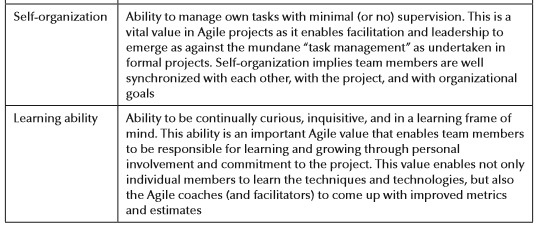 Self-organization
Ability to manage own tasks with minimal (or no) supervision. This is a
vital value in Agile projects as it enables facilitation and leadership to
emerge as against the mundane “task management” as undertaken in
formal projects. Self-organization implies team members are well
synchronized with each other, with the project, and with organizational
goals
Learning ability
Ability to be continually curious, inquisitive, and in a learning frame of
mind. This ability is an important Agile value that enables team members
to be responsible for learning and growing through personal
involvement and commitment to the project. This value enables not only
individual members to learn the techniques and technologies, but also
the Agile coaches (and facilitators) to come up with improved metrics
and estimates